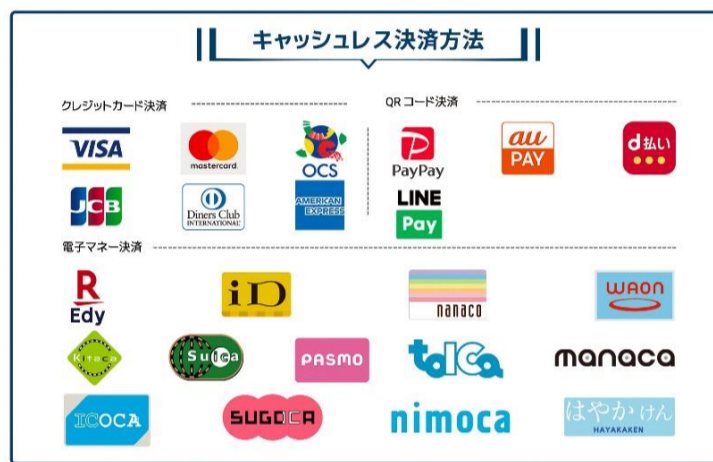 キャッシュレス決済方法
クレジットカード決済
QRコード決済
VISA
mastercard.
OCS
PayPay
au
PAY
d払い
JCB
Diners Club
INTERNATIONAL
AMERICAN
EXPRESS
LINE
Pay
電子マネー決済
R
Edy
iD
nanaco
WAON
Kitaca
Suica
PASMO
toIca
manaca
ICOCA
SUGOCA
nimoca
はやかけん
HAYAKAKEN